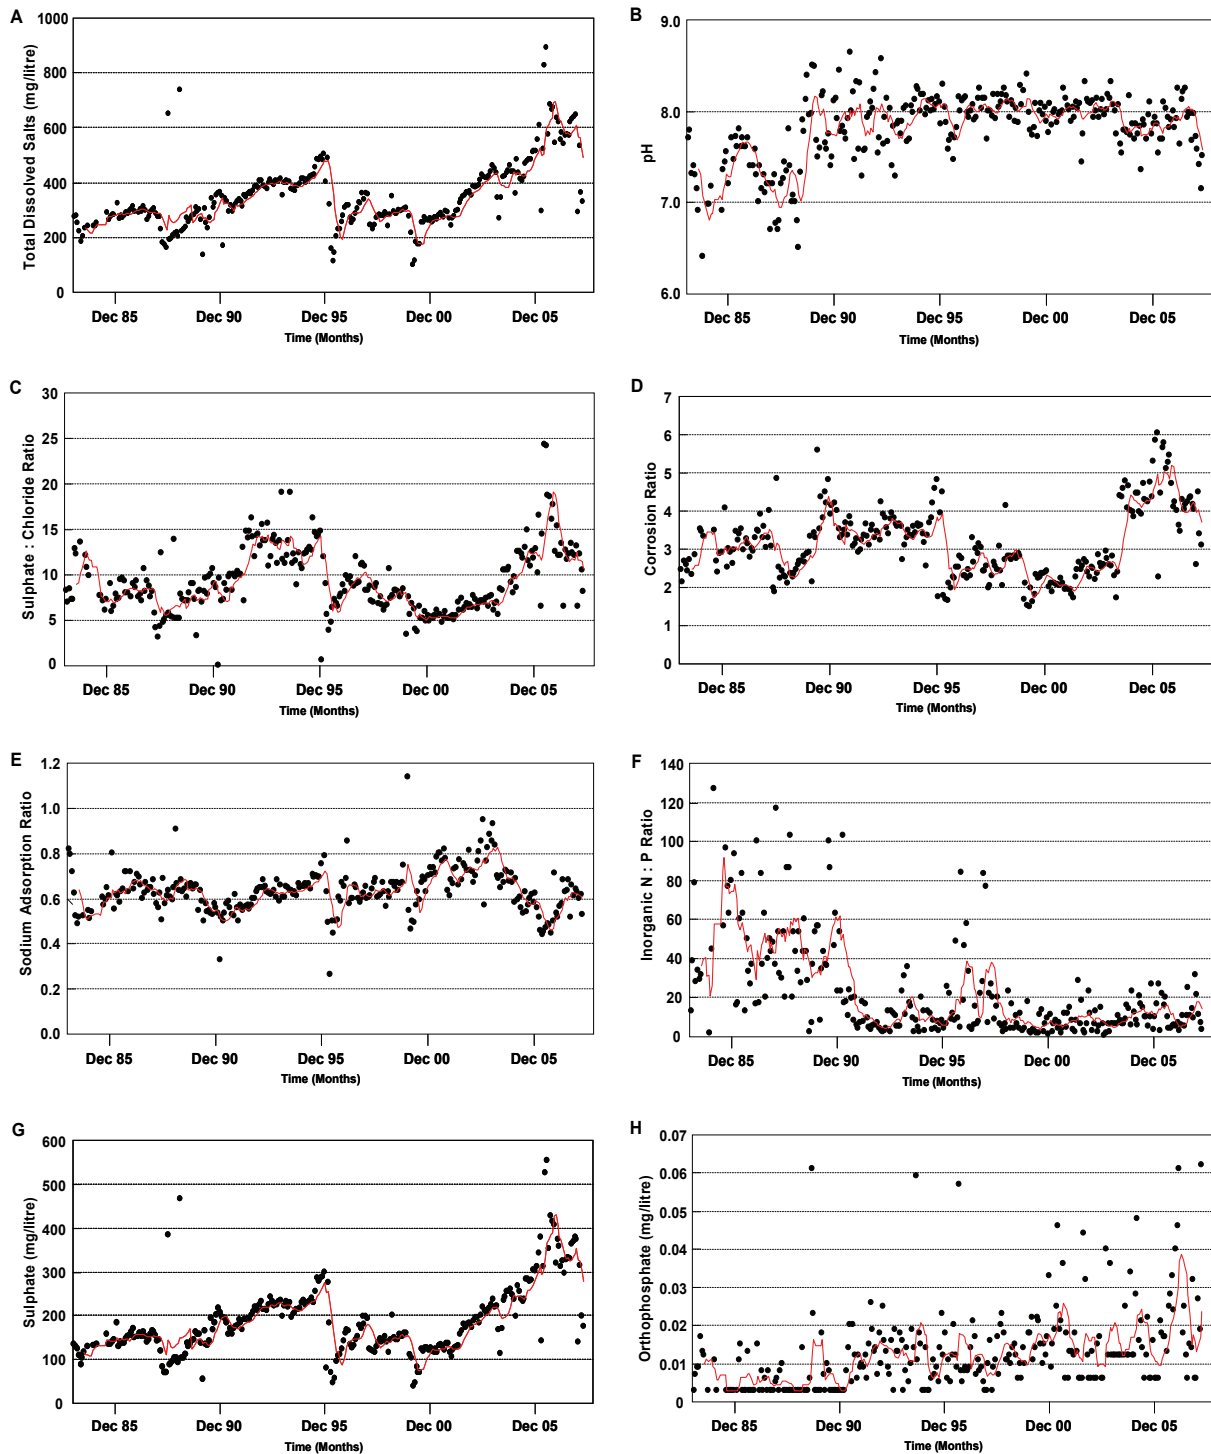 A
1000
800
600
400
200
0
Total Dissolved Salts (mg/litre)
Dec 85 Dec 90 Dec 95 Dec 00 Dec 05
Time (Months)
B
9.0
8.0
7.0
6.0
pH
Dec 85 Dec 90 Dec 95 Dec 00 Dec 05
Time (Months)
C
30
25
20
15
10
5
0
Sulphate : Chloride Ratio
Dec 85 Dec 90 Dec 95 Dec 00 Dec 05
Time (Months)
D
7
6
5
4
3
2
1
0
Corrosion Ratio
Dec 85 Dec 90 Dec 95 Dec 00 Dec 05
Time (Months)
E
1.2
1.0
0.8
0.6
0.4
0.2
0.0
Sodium Adsorption Ratio
Dec 85 Dec 90 Dec 95 Dec 00 Dec 05
Time (Months)
F
140
120
100
80
60
40
20
0
Inorganic N : P Ratio
Dec 85 Dec 90 Dec 95 Dec 00 Dec 05
Time (Months)
G
600
500
400
300
200
100
0
Sulphate (mg/litre)
Dec 85 Dec 90 Dec 95 Dec 00 Dec 05
Time (Months)
H
0.07
0.06
0.05
0.04
0.03
0.02
0.01
0
Orthophosphate (mg/litre)
Dec 85 Dec 90 Dec 95 Dec 00 Dec 05
Time (Months)